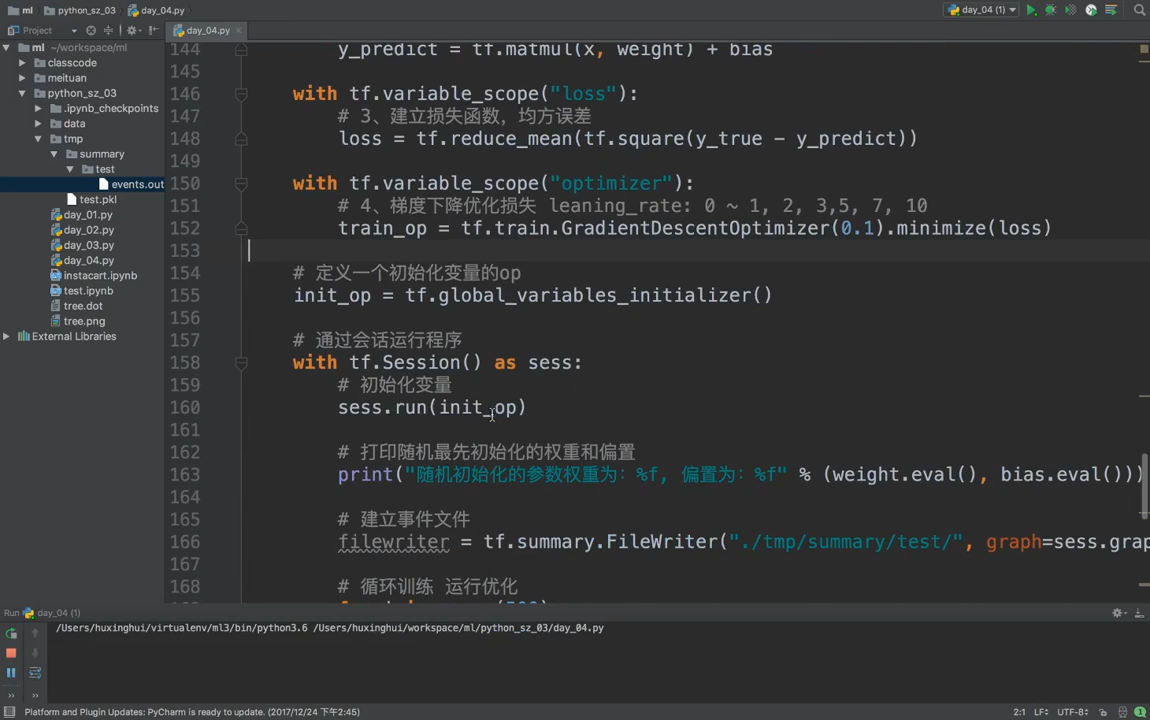 ml python_sz_03 day_04.py
day_04 (1)
Project
day_04.py
ml ~/workspace/ml
classcode
meituan
python_sz_03
.ipynb_checkpoints
data
tmp
summary
test
events.out
test.pkl
day_01.py
day_02.py
day_03.py
day_04.py
instacart.ipynb
test.ipynb
tree.dot
tree.png
External Libraries
144 y_predict = tf.matmul(x, weight) + bias
145
146 with tf.variable_scope("loss"):
147 # 3、建立损失函数，均方误差
148 loss = tf.reduce_mean(tf.square(y_true - y_predict))
149
150 with tf.variable_scope("optimizer"):
151 # 4、梯度下降优化损失 leaning_rate: 0 ~ 1, 2, 3,5, 7, 10
152 train_op = tf.train.GradientDescentOptimizer(0.1).minimize(loss)
153
154 # 定义一个初始化变量的op
155 init_op = tf.global_variables_initializer()
156
157 # 通过会话运行程序
158 with tf.Session() as sess:
159 # 初始化变量
160 sess.run(init_op)
161
162 # 打印随机最先初始化的权重和偏置
163 print("随机初始化的参数权重为：%f, 偏置为：%f" % (weight.eval(), bias.eval()))
164
165 # 建立事件文件
166 filewriter = tf.summary.FileWriter("./tmp/summary/test/", graph=sess.grap
167
168 # 循环训练 运行优化
Run day_04 (1)
/Users/huxinghui/virtualenv/ml3/bin/python3.6 /Users/huxinghui/workspace/ml/python_sz_03/day_04.py
Platform and Plugin Updates: PyCharm is ready to update. (2017/12/24 下午2:45)
2:1 LF÷ UTF-8÷